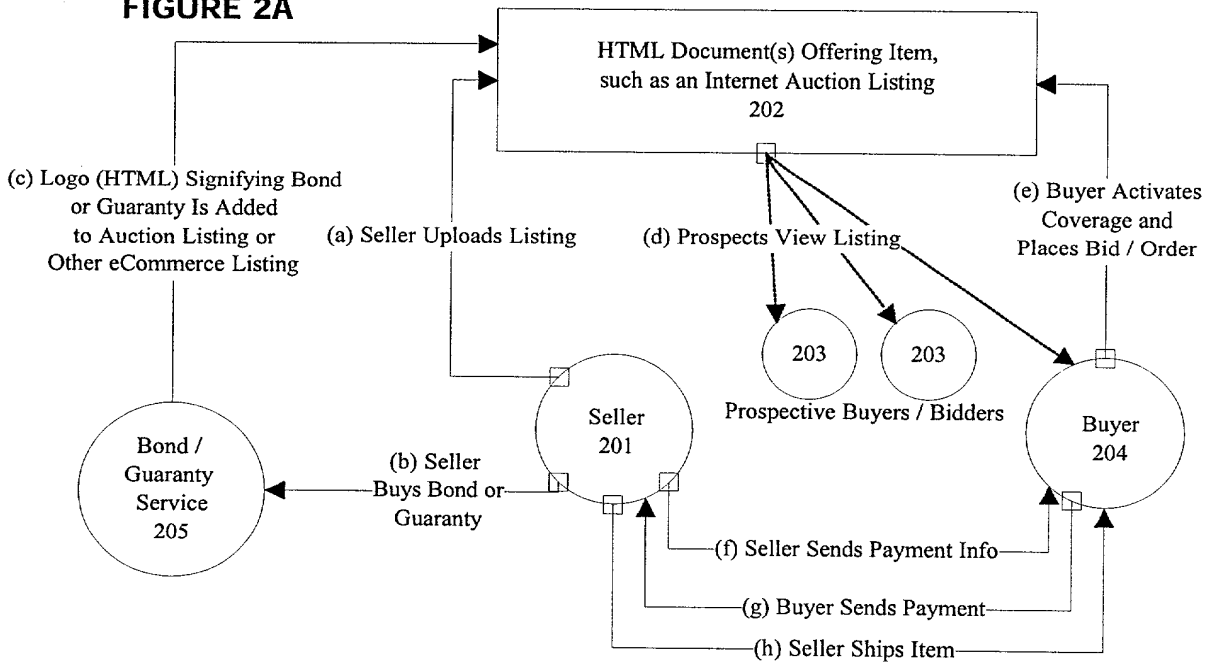 FIGURE 2A
HTML Document(s) Offering Item,
such as an Internet Auction Listing
202
(c) Logo (HTML) Signifying Bond
or Guaranty Is Added
to Auction Listing or
Other eCommerce Listing
(a) Seller Uploads Listing
(d) Prospects View Listing
(e) Buyer Activates
Coverage and
Places Bid / Order
203
203
Prospective Buyers / Bidders
Seller
201
Buyer
204
Bond /
Guaranty
Service
205
(b) Seller
Buys Bond or
Guaranty
(f) Seller Sends Payment Info
(g) Buyer Sends Payment
(h) Seller Ships Item